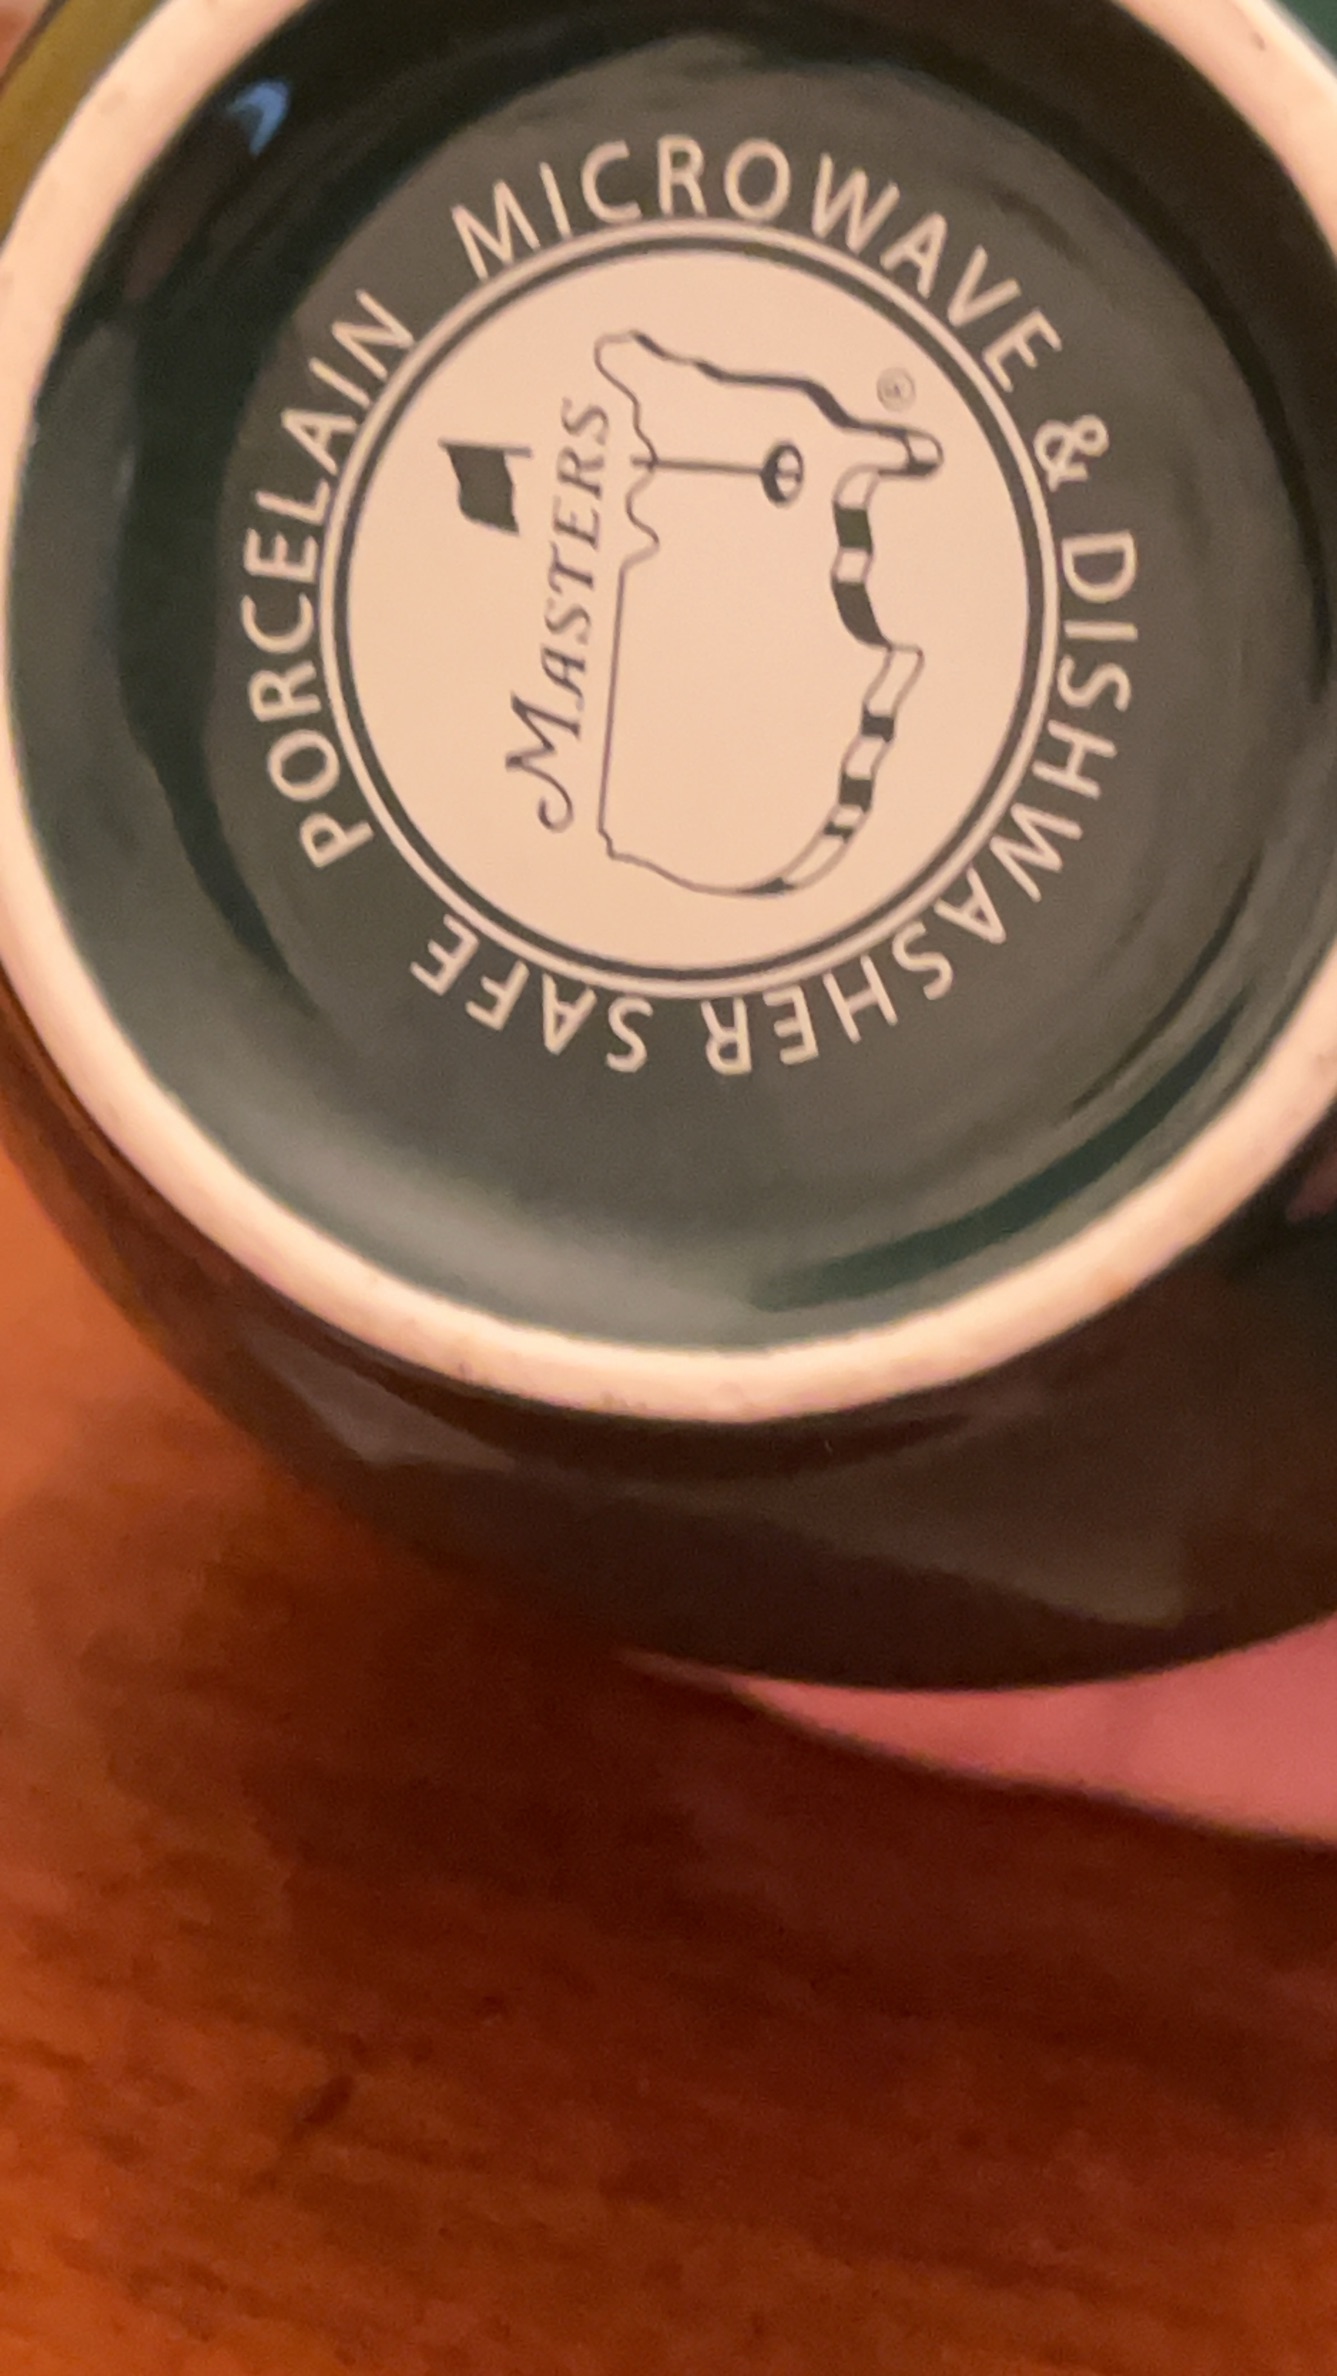 PORCELAIN MICROWAVE & DISHWASHER SAFE
MASTERS
®